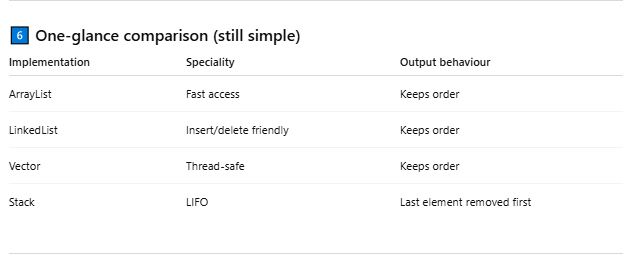 6 One-glance comparison (still simple)
Implementation Speciality Output behaviour
ArrayList Fast access Keeps order
LinkedList Insert/delete friendly Keeps order
Vector Thread-safe Keeps order
Stack LIFO Last element removed first